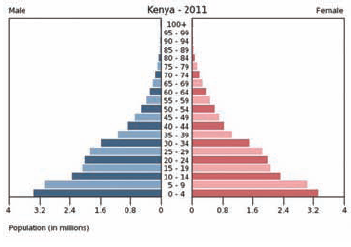 Male Kenya - 2011 Female
100+
95 - 99
90 - 94
85 - 89
80 - 84
75 - 79
70 - 74
65 - 69
60 - 64
55 - 59
50 - 54
45 - 49
40 - 44
35 - 39
30 - 34
25 - 29
20 - 24
15 - 19
10 - 14
5 - 9
0 - 4
4 3.2 2.4 1.6 0.8 0 0 0.8 1.6 2.4 3.2 4
Population (in millions)